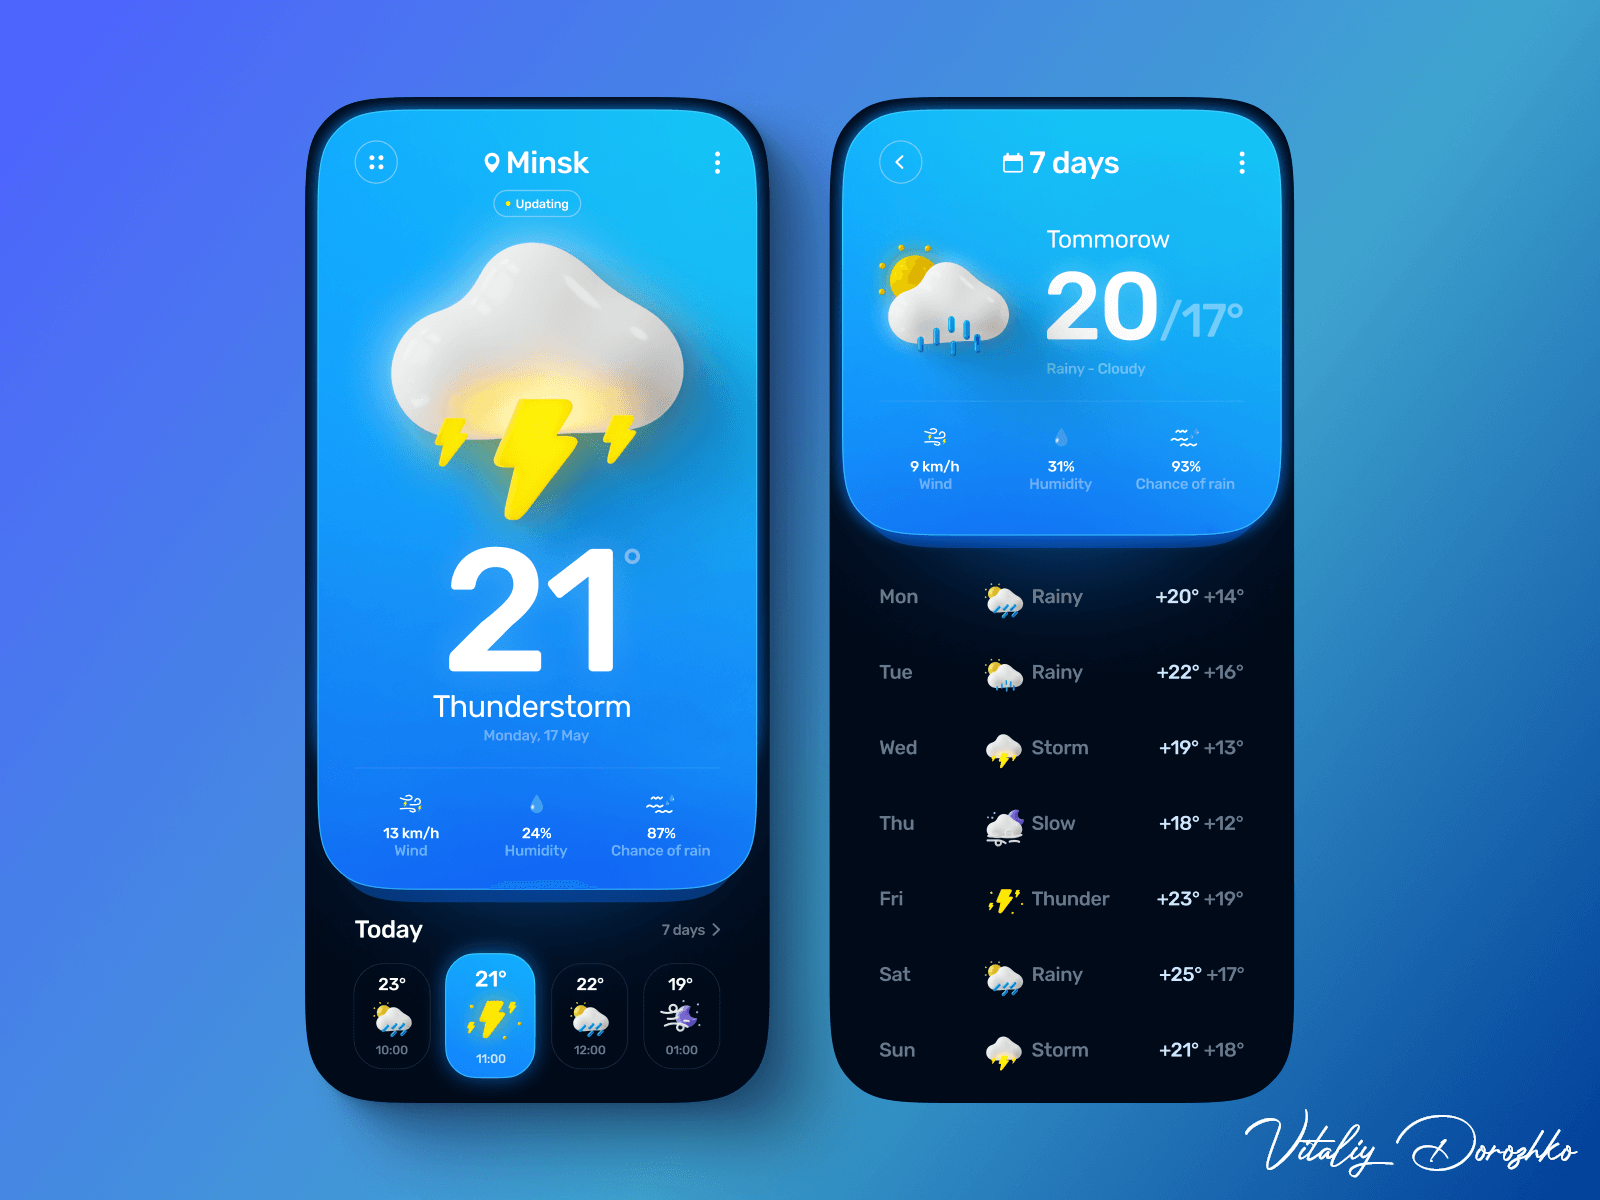 Minsk
Updating
21°
Thunderstorm
Monday, 17 May
13 km/h 24% 87%
Wind Humidity Chance of rain
Today 7 days
23° 21° 22° 19°
10:00 11:00 12:00 01:00
7 days
Tommorow
20/17°
Rainy - Cloudy
9 km/h 31% 93%
Wind Humidity Chance of rain
Mon Rainy +20° +14°
Tue Rainy +22° +16°
Wed Storm +19° +13°
Thu Slow +18° +12°
Fri Thunder +23° +19°
Sat Rainy +25° +17°
Sun Storm +21° +18°
Vitaliy Dorozhko